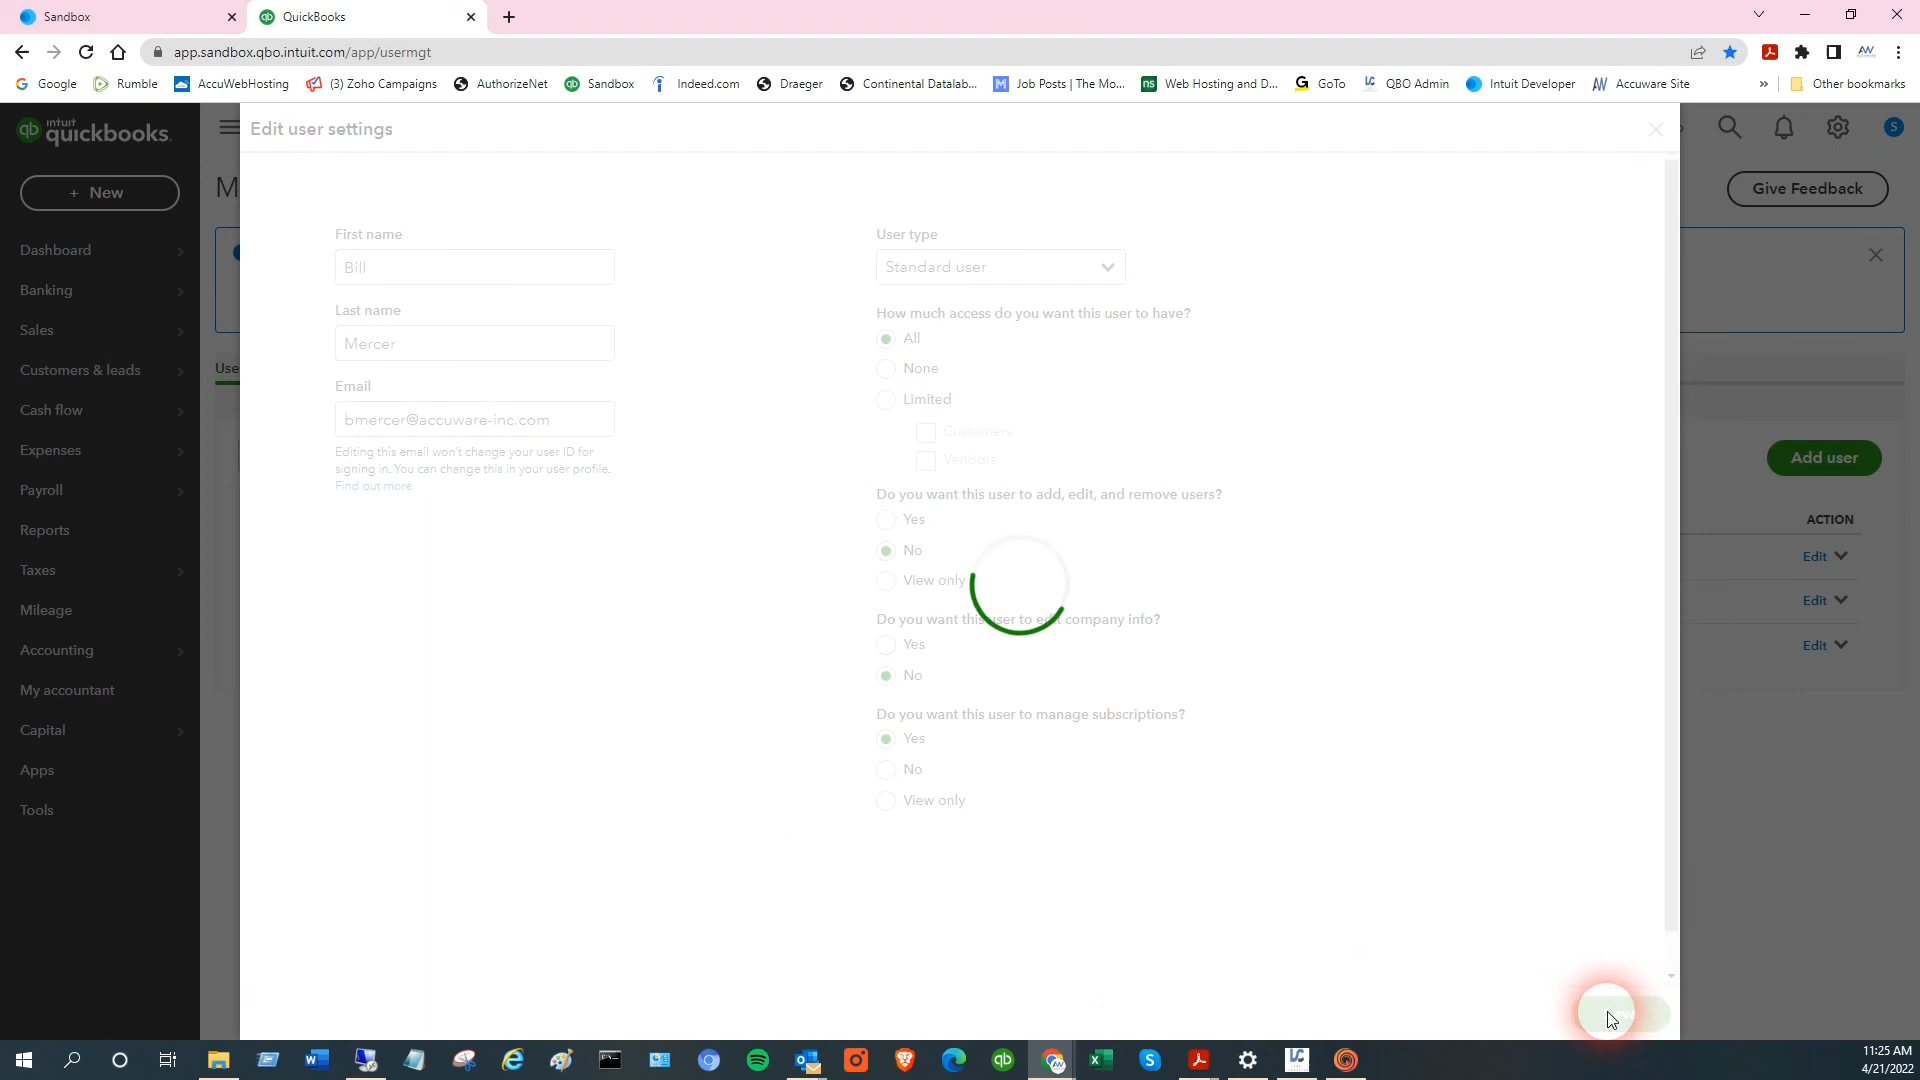 Sandbox
QuickBooks
app.sandbox.qbo.intuit.com/app/usermgt
Google
Rumble
AccuWebHosting
(3) Zoho Campaigns
AuthorizeNet
Sandbox
Indeed.com
Draeger
Continental Datalab...
Job Posts | The Mo...
Web Hosting and D...
GoTo
QBO Admin
Intuit Developer
Accuware Site
»
Other bookmarks
intuit
quickbooks.
Edit user settings
S
+ New
M
Give Feedback
Dashboard
Banking
Sales
Customers & leads
Cash flow
Expenses
Payroll
Reports
Taxes
Mileage
Accounting
My accountant
Capital
Apps
Tools
Use
First name
Bill
Last name
Mercer
Email
bmercer@accuware-inc.com
Editing this email won't change your user ID for
signing in. You can change this in your user profile.
Find out more
User type
Standard user
How much access do you want this user to have?
All
None
Limited
Customers
Vendors
Do you want this user to add, edit, and remove users?
Yes
No
View only
Do you want this user to edit company info?
Yes
No
Do you want this user to manage subscriptions?
Yes
No
View only
Add user
ACTION
Edit
Edit
Edit
11:25 AM
4/21/2022